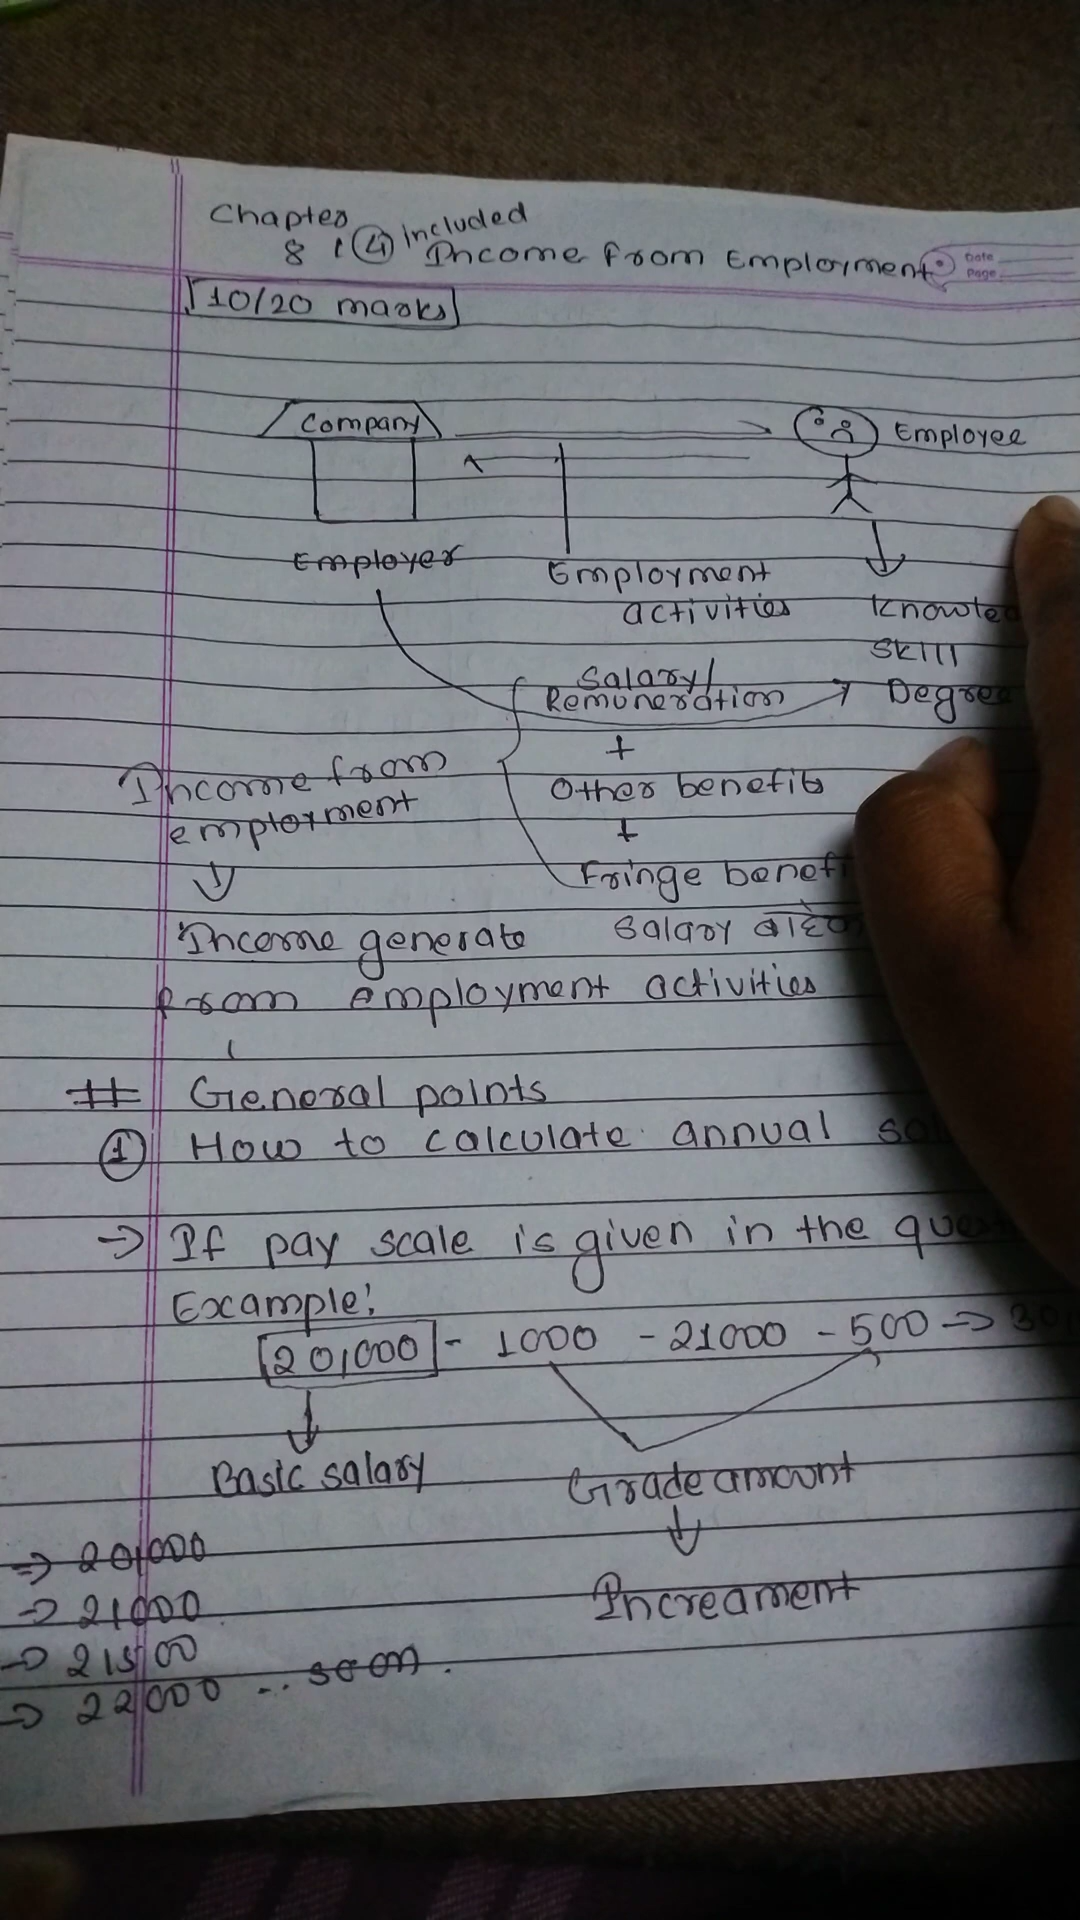 Chapter
8 (4) included
Income from Employment
Date
Page
10/20 marks
Company
Employee
Employer
Employment
activities
Skill
Salary/
Remuneration
Degree
+
Income from
employment
Other benefits
+
Fringe
Income generate
salary
from employment activities
# General points
① How to calculate annual
→ If pay scale is given in the
Example:
20,000 - 1000 - 21000 - 500 →
Basic salary
Grade amount
Increament
→ 20,000
→ 21000
→ 21500
→ 22000 ... soon.